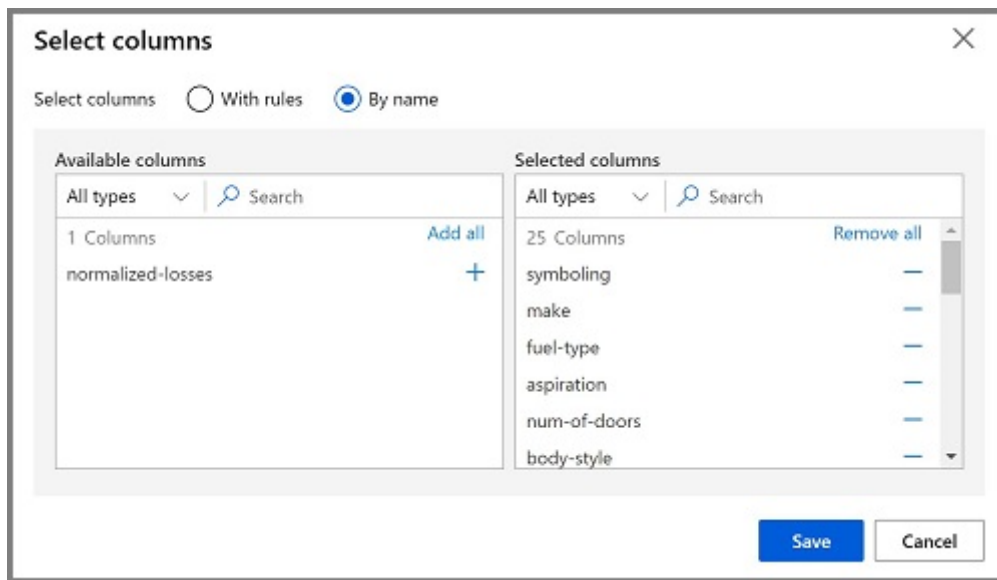 Select columns
Select columns With rules By name
Available columns
All types Search
1 Columns Add all
normalized-losses
Selected columns
All types Search
25 Columns Remove all
symboling
make
fuel-type
aspiration
num-of-doors
body-style
Save Cancel